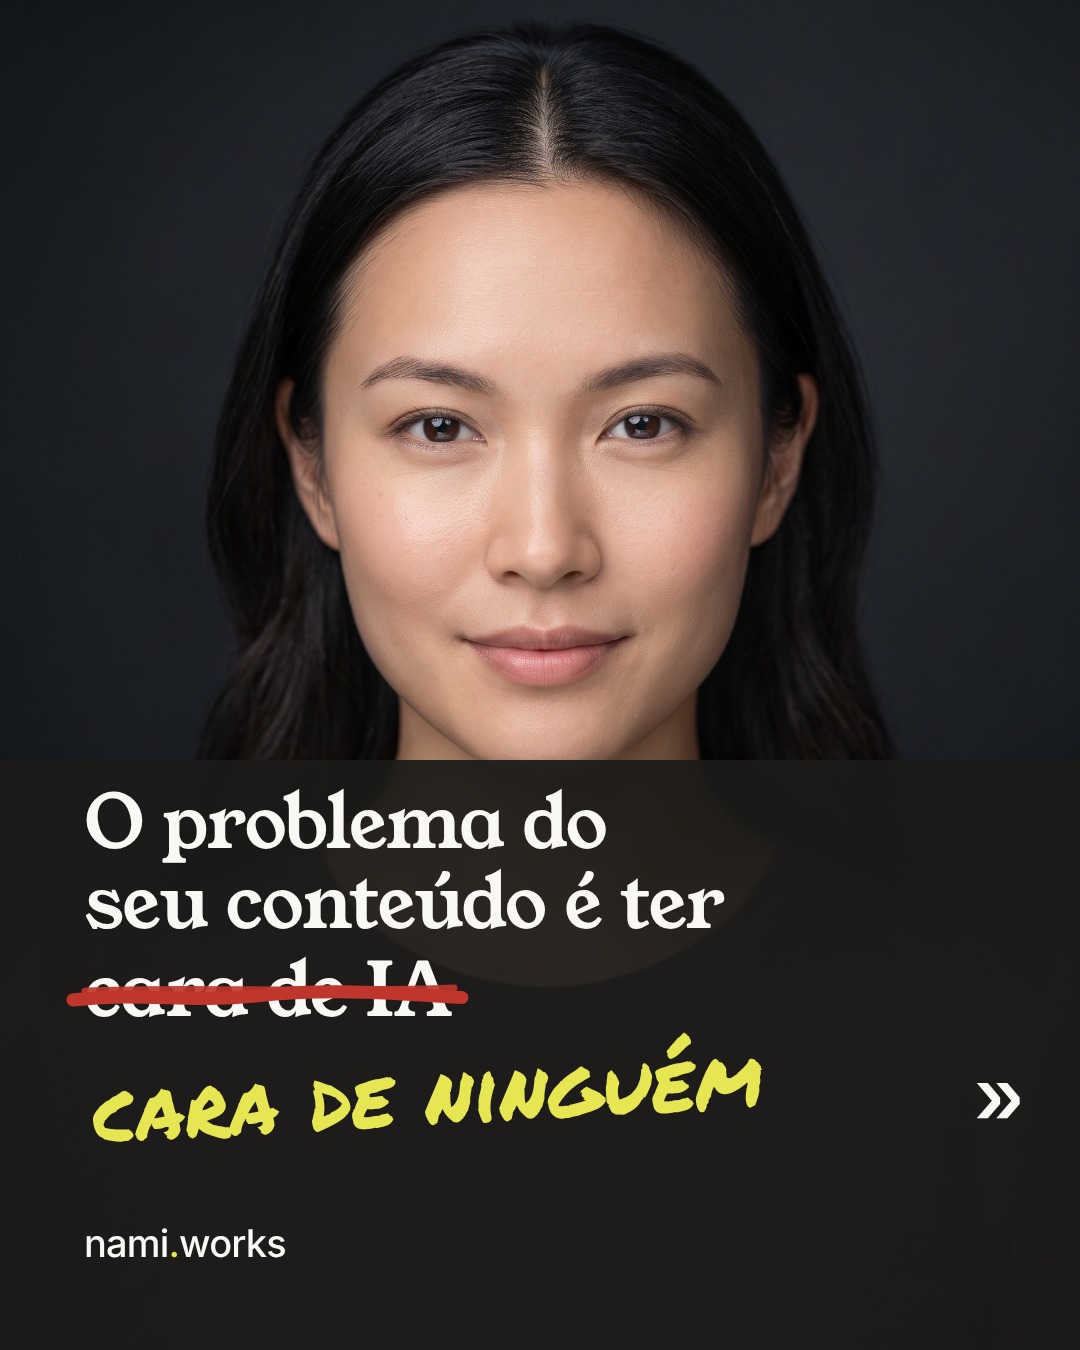 O problema do
seu conteúdo é ter
cara de IA
CARA DE NINGUÉM
»
nami.works